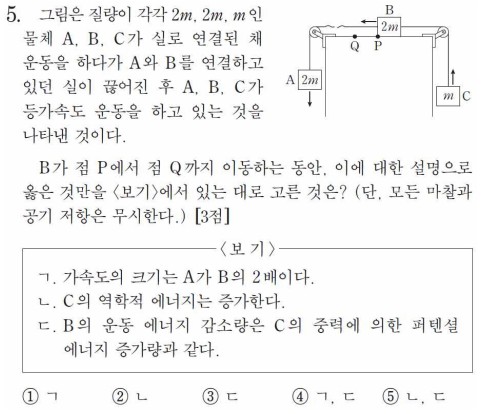 5. 그림은 질량이 각각 2m, 2m, m인
물체 A, B, C가 실로 연결된 채
운동을 하다가 A와 B를 연결하고
있던 실이 끊어진 후 A, B, C가
등가속도 운동을 하고 있는 것을
나타낸 것이다.
B
2m
Q P
A 2m
m C
B가 점 P에서 점 Q까지 이동하는 동안, 이에 대한 설명으로
옳은 것만을 <보기>에서 있는 대로 고른 것은? (단, 모든 마찰과
공기 저항은 무시한다.) [3점]
<보 기>
ㄱ. 가속도의 크기는 A가 B의 2배이다.
ㄴ. C의 역학적 에너지는 증가한다.
ㄷ. B의 운동 에너지 감소량은 C의 중력에 의한 퍼텐셜
에너지 증가량과 같다.
① ㄱ ② ㄴ ③ ㄷ ④ ㄱ, ㄷ ⑤ ㄴ, ㄷ